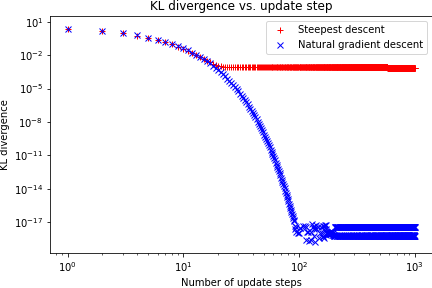 KL divergence vs. update step
Steepest descent
Natural gradient descent
KL divergence
10¹
10⁻²
10⁻⁵
10⁻⁸
10⁻¹¹
10⁻¹⁴
10⁻¹⁷
10⁰
10¹
10²
10³
Number of update steps